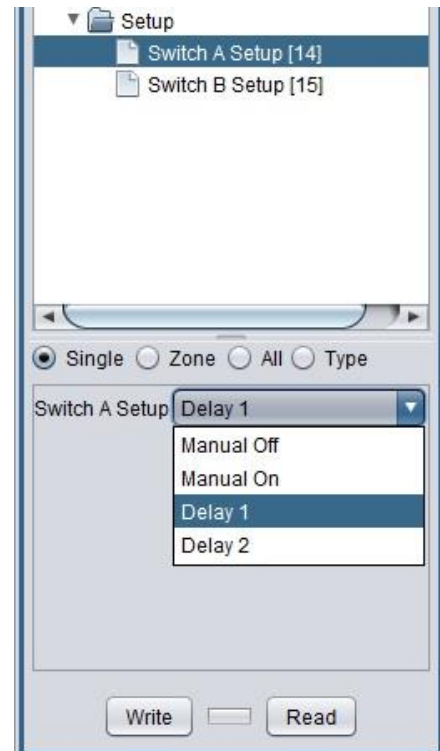 Setup
Switch A Setup [14]
Switch B Setup [15]
Single Zone All Type
Switch A Setup Delay 1
Manual Off
Manual On
Delay 1
Delay 2
Write Read